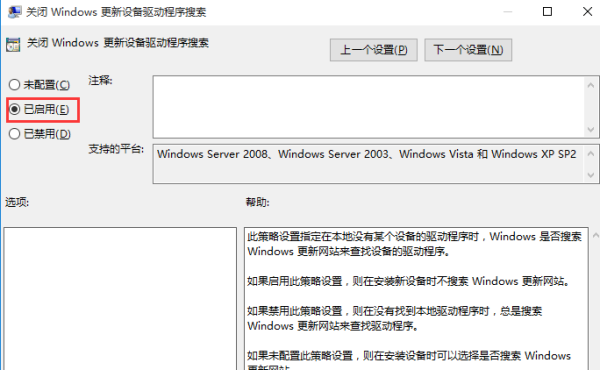 关闭 Windows 更新设备驱动程序搜索
关闭 Windows 更新设备驱动程序搜索
上一个设置(P)
下一个设置(N)
未配置(C)
注释:
已启用(E)
已禁用(D)
支持的平台:
Windows Server 2008、Windows Server 2003、Windows Vista 和 Windows XP SP2
选项:
帮助:
此策略设置指定在本地没有某个设备的驱动程序时，Windows 是否搜索
Windows 更新网站来查找设备的驱动程序。
如果启用此策略设置，则在安装新设备时不搜索 Windows 更新网站。
如果禁用此策略设置，则在没有找到本地驱动程序时，总是搜索
Windows 更新网站来查找驱动程序。
如果未配置此策略设置，则在安装设备时可以选择是否搜索 Windows
更新网站